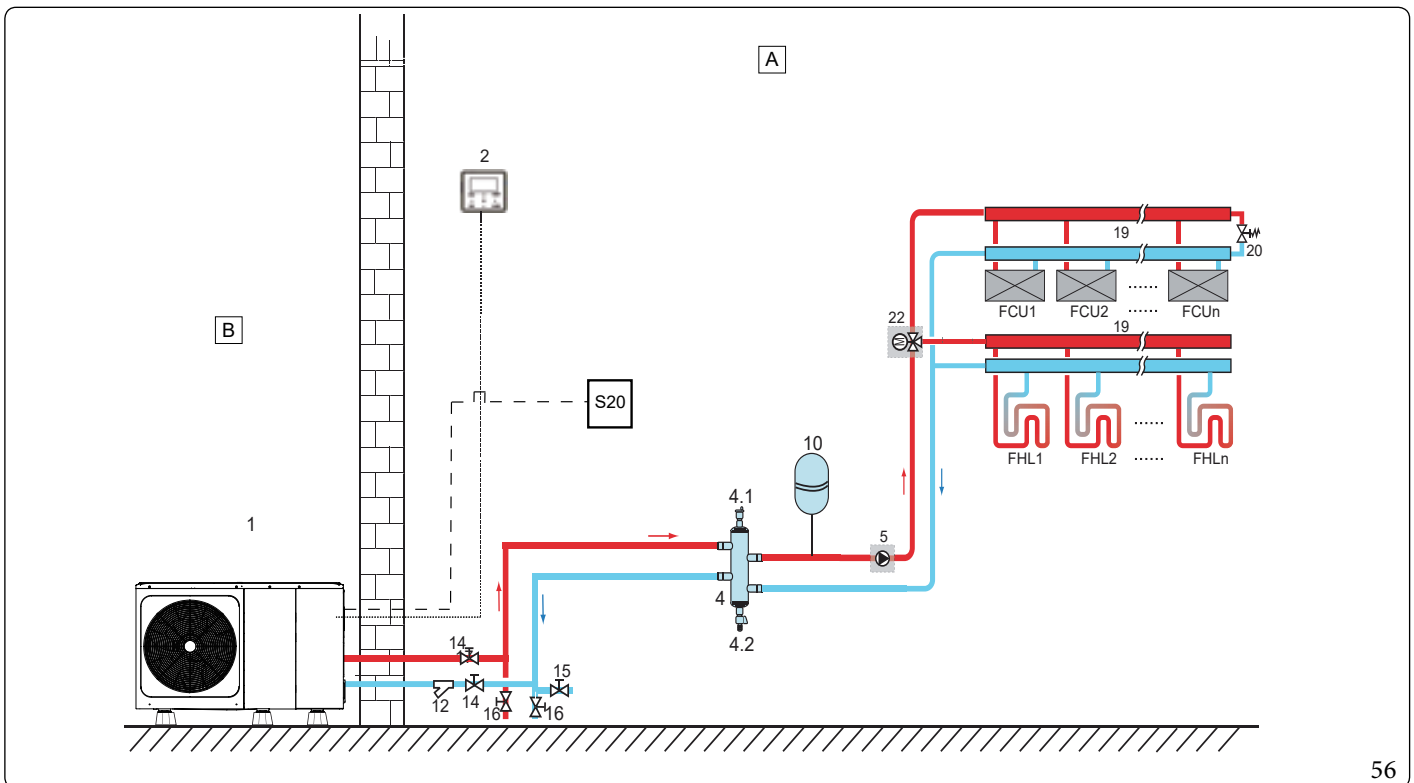 A
2
19
20
FCU1 FCU2 ...... FCUn
......
B
22
19
M
S20
FHL1 FHL2 ...... FHLn
......
10
4.1
1
5
4
4.2
14
15
12 14 16 16
56